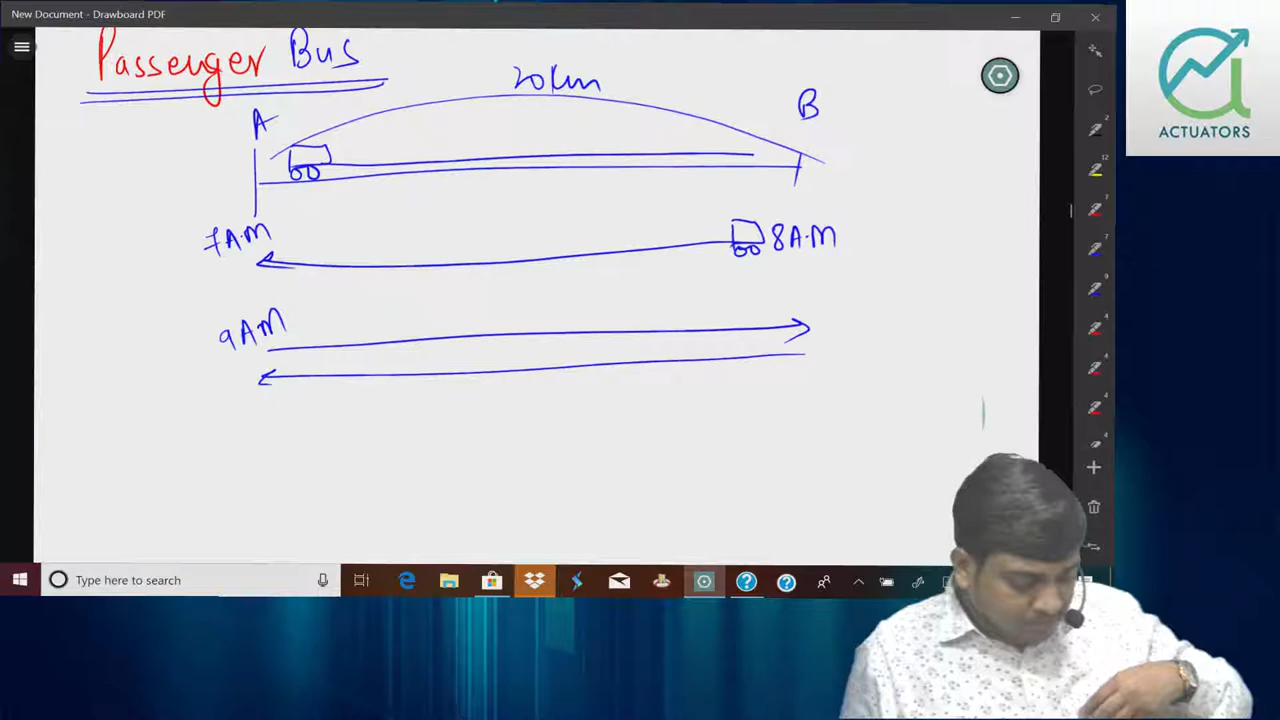 New Document - Drawboard PDF
ACTUATORS
Passenger Bus
20km
A
B
7A.M
8A.M
9AM
Type here to search